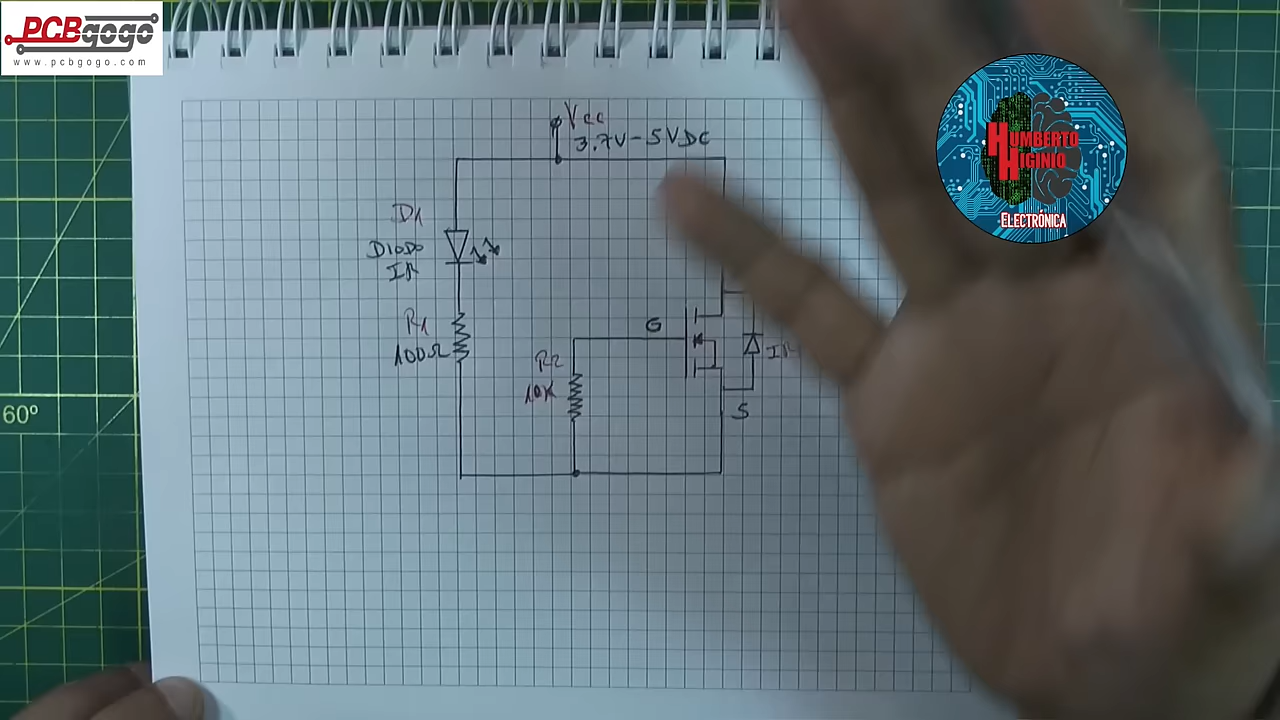 PCBgogo
www.pcbgogo.com
HUMBERTO
HIGINIO
ELECTRÓNICA
60º
Vcc
3.7V-5VDC
D1
DIODO
IR
R1
100Ω
R2
10K
G
S